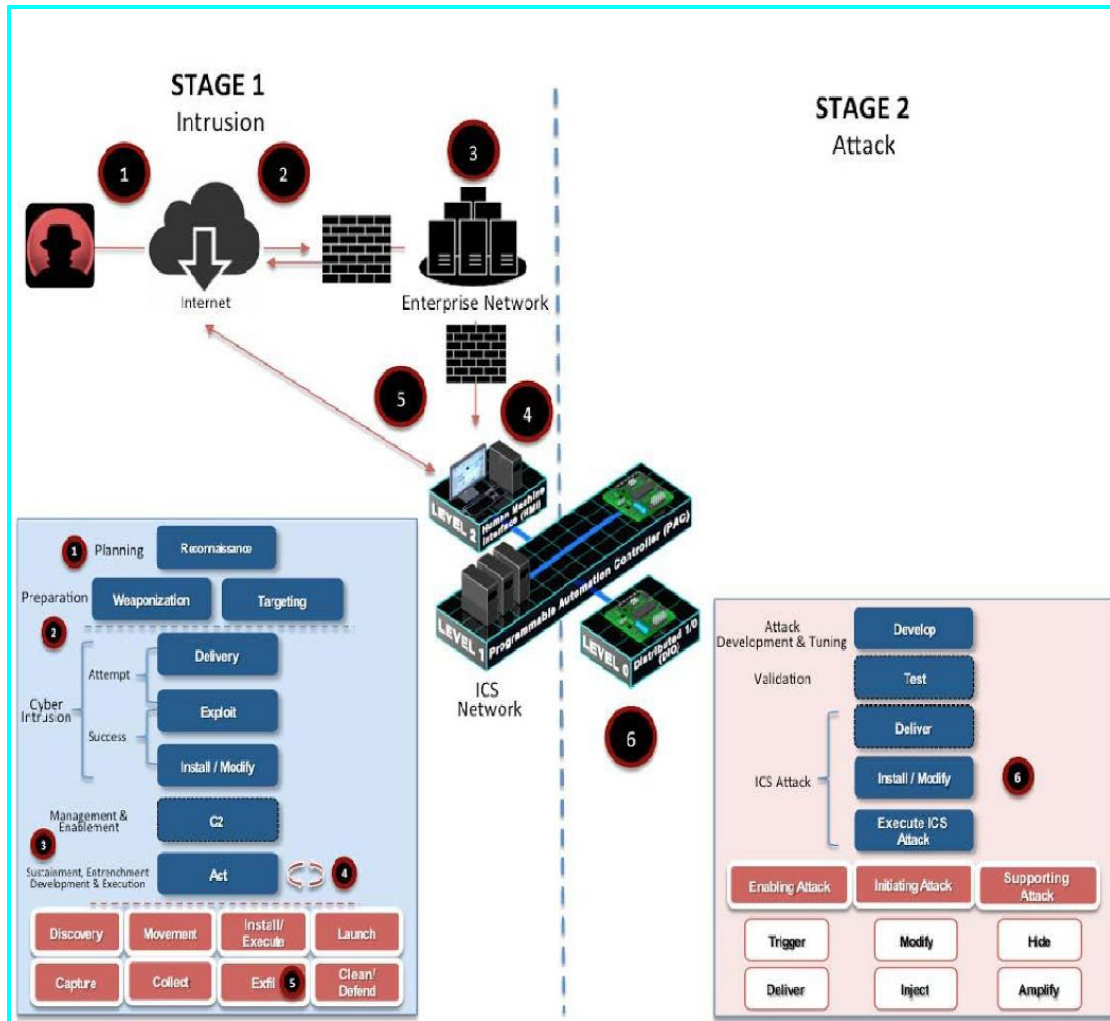 STAGE 1
Intrusion
STAGE 2
Attack
1
2
3
Internet
Enterprise Network
5
4
LEVEL 2
Human Machine
Interface (HMI)
LEVEL 1
Programmable Automation Controller (PAC)
LEVEL 0
Distributed I/0
(DIO)
ICS
Network
6
1
Planning
Reconnaissance
Preparation
Weaponization
Targeting
2
Delivery
Attempt
Cyber
Intrusion
Exploit
Success
Install / Modify
Management &
Enablement
C2
3
Sustainment, Entrenchment
Development & Execution
Act
4
Discovery
Movement
Install/
Execute
Launch
Capture
Collect
Exfil
5
Clean/
Defend
Attack
Development & Tuning
Develop
Validation
Test
Deliver
ICS Attack
Install / Modify
6
Execute ICS
Attack
Enabling Attack
Initiating Attack
Supporting
Attack
Trigger
Modify
Hide
Deliver
Inject
Amplify